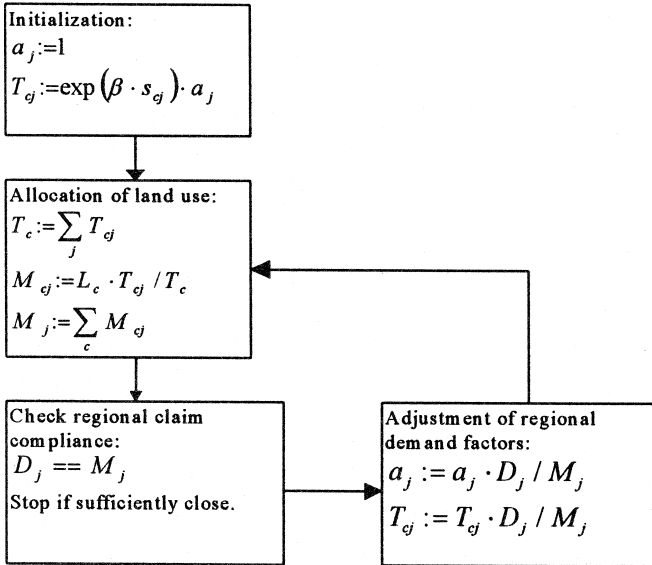 Initialization:
a_j:=1
T_cj:=exp(β · s_cj) · a_j
Allocation of land use:
T_c:=∑_j T_cj
M_cj:=L_c · T_cj / T_c
M_j:=∑_c M_cj
Check regional claim
compliance:
D_j == M_j
Stop if sufficiently close.
Adjustment of regional
demand factors:
a_j := a_j · D_j / M_j
T_cj := T_cj · D_j / M_j